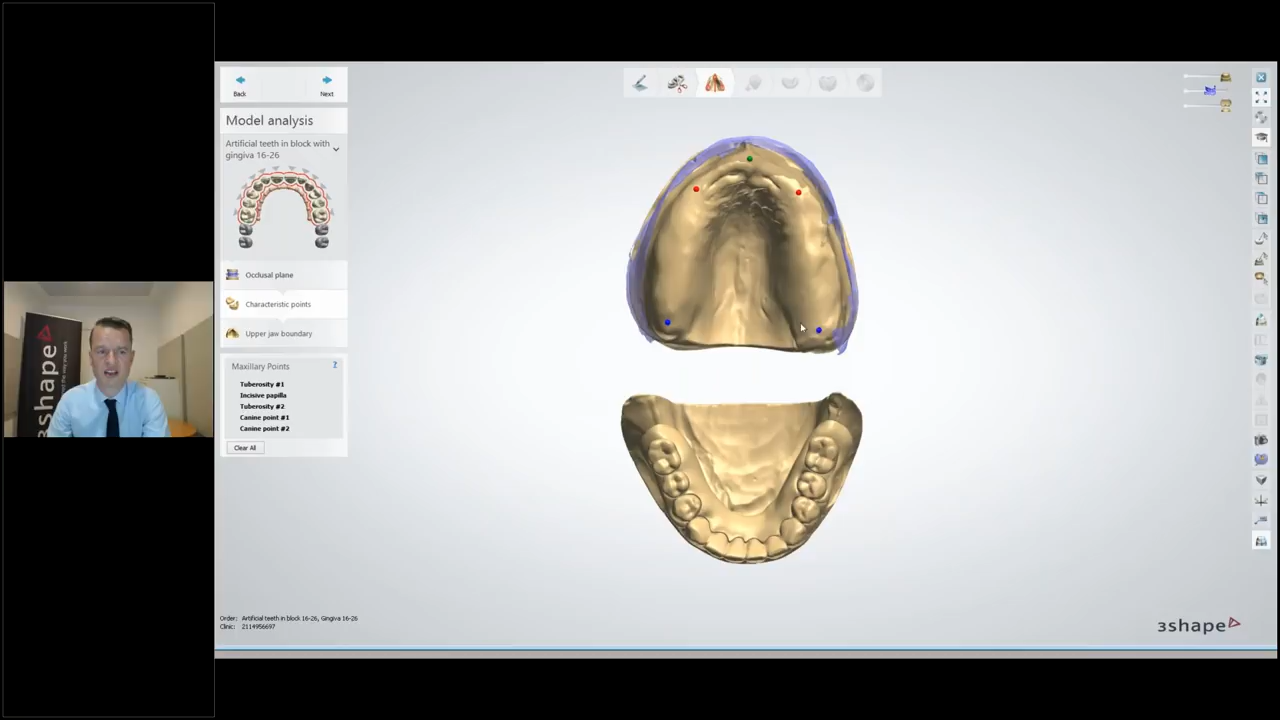 Back
Next
Model analysis
Artificial teeth in block with
gingiva 16-26
Occlusal plane
Characteristic points
Upper jaw boundary
Maxillary Points
?
Tuberosity #1
Incisive papilla
Tuberosity #2
Canine point #1
Canine point #2
Clear All
3shape
Order: Artificial teeth in block 16-26, Gingiva 16-26
Clinic: 2114956697
3shape